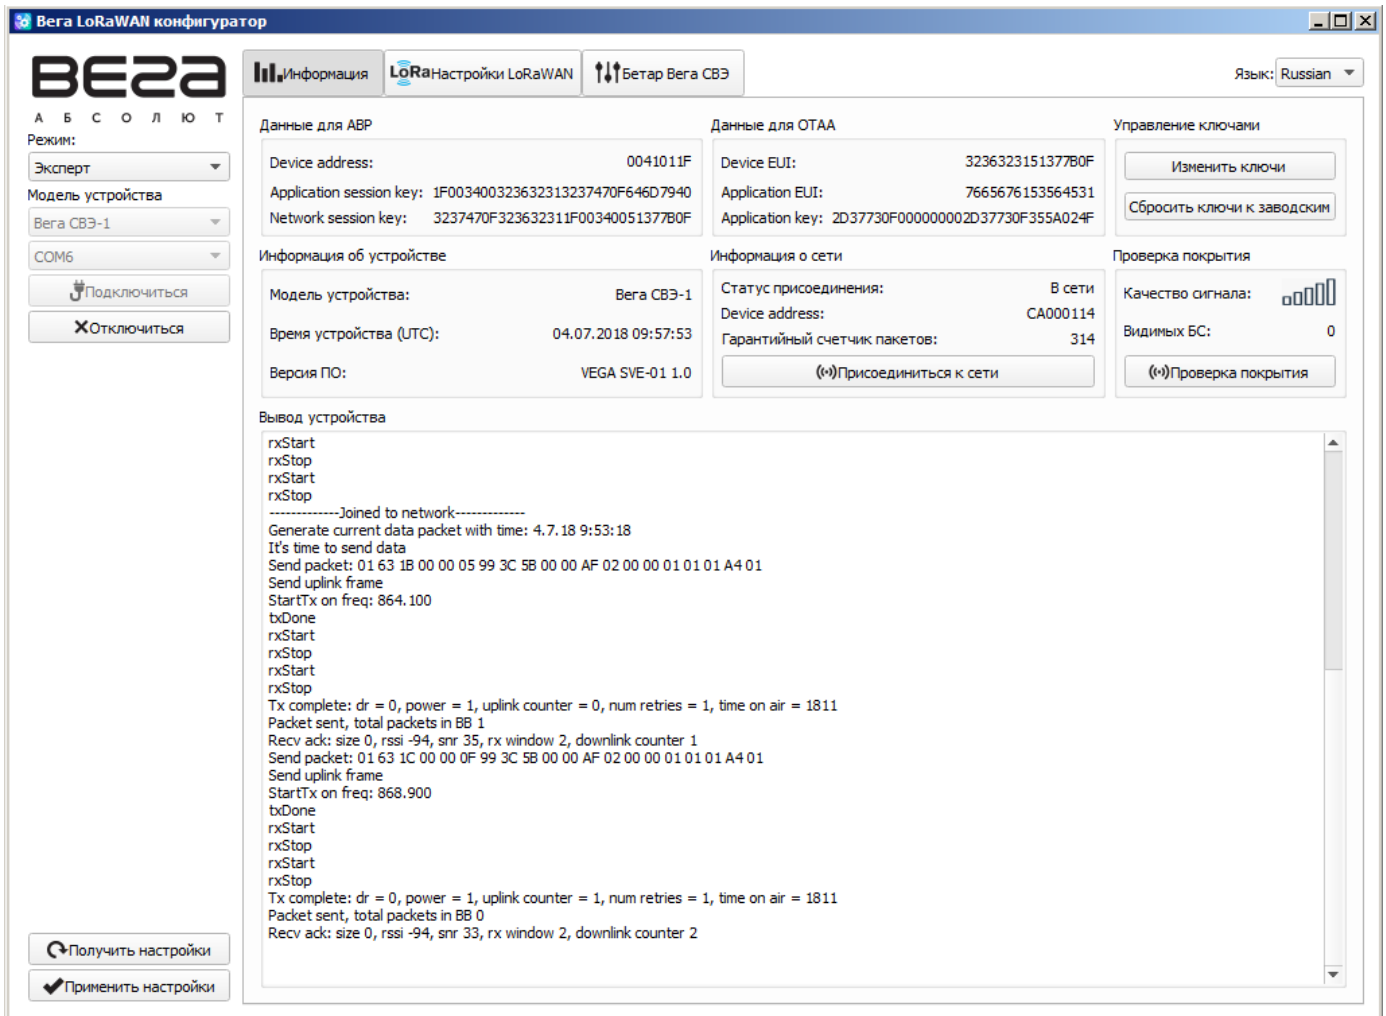 Вега LoRaWAN конфигуратор
ВЕГА
АБСОЛЮТ
Режим:
Эксперт
Модель устройства
Вега СВЭ-1
COM6
Подключиться
Отключиться
Получить настройки
Применить настройки
Информация
LoRa Настройки LoRaWAN
Бетар Вега СВЭ
Язык: Russian
Данные для ABP
Device address: 0041011F
Application session key: 1F003400323632313237470F646D7940
Network session key: 3237470F323632311F00340051377B0F
Данные для OTAA
Device EUI: 3236323151377B0F
Application EUI: 7665676153564531
Application key: 2D37730F000000002D37730F355A024F
Управление ключами
Изменить ключи
Сбросить ключи к заводским
Информация об устройстве
Модель устройства: Вега СВЭ-1
Время устройства (UTC): 04.07.2018 09:57:53
Версия ПО: VEGA SVE-01 1.0
Информация о сети
Статус присоединения: В сети
Device address: CA000114
Гарантийный счетчик пакетов: 314
Присоединиться к сети
Проверка покрытия
Качество сигнала:
Видимых БС: 0
Проверка покрытия
Вывод устройства
rxStart
rxStop
rxStart
rxStop
-------------Joined to network-------------
Generate current data packet with time: 4.7.18 9:53:18
It's time to send data
Send packet: 01 63 1B 00 00 05 99 3C 5B 00 00 AF 02 00 00 01 01 01 A4 01
Send uplink frame
StartTx on freq: 864.100
txDone
rxStart
rxStop
rxStart
rxStop
Tx complete: dr = 0, power = 1, uplink counter = 0, num retries = 1, time on air = 1811
Packet sent, total packets in BB 1
Recv ack: size 0, rssi -94, snr 35, rx window 2, downlink counter 1
Send packet: 01 63 1C 00 00 0F 99 3C 5B 00 00 AF 02 00 00 01 01 01 A4 01
Send uplink frame
StartTx on freq: 868.900
txDone
rxStart
rxStop
rxStart
rxStop
Tx complete: dr = 0, power = 1, uplink counter = 1, num retries = 1, time on air = 1811
Packet sent, total packets in BB 0
Recv ack: size 0, rssi -94, snr 33, rx window 2, downlink counter 2